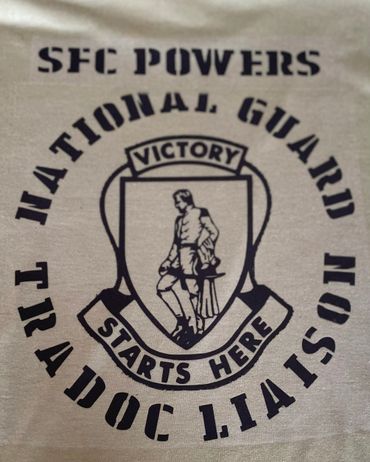 SFC POWERS
NATIONAL GUARD
VICTORY
STARTS HERE
TRADOC LIAISON